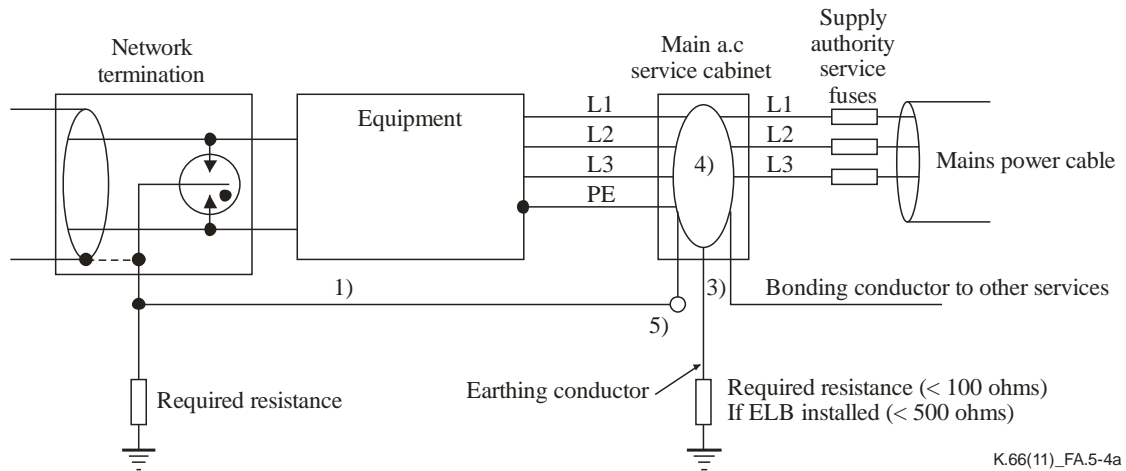 Network
termination
Equipment
Main a.c
service cabinet
Supply
authority
service
fuses
L1
L2
L3
PE
4)
L1
L2
L3
Mains power cable
1)
3)
Bonding conductor to other services
5)
Required resistance
Earthing conductor
Required resistance (< 100 ohms)
If ELB installed (< 500 ohms)
K.66(11)_FA.5-4a